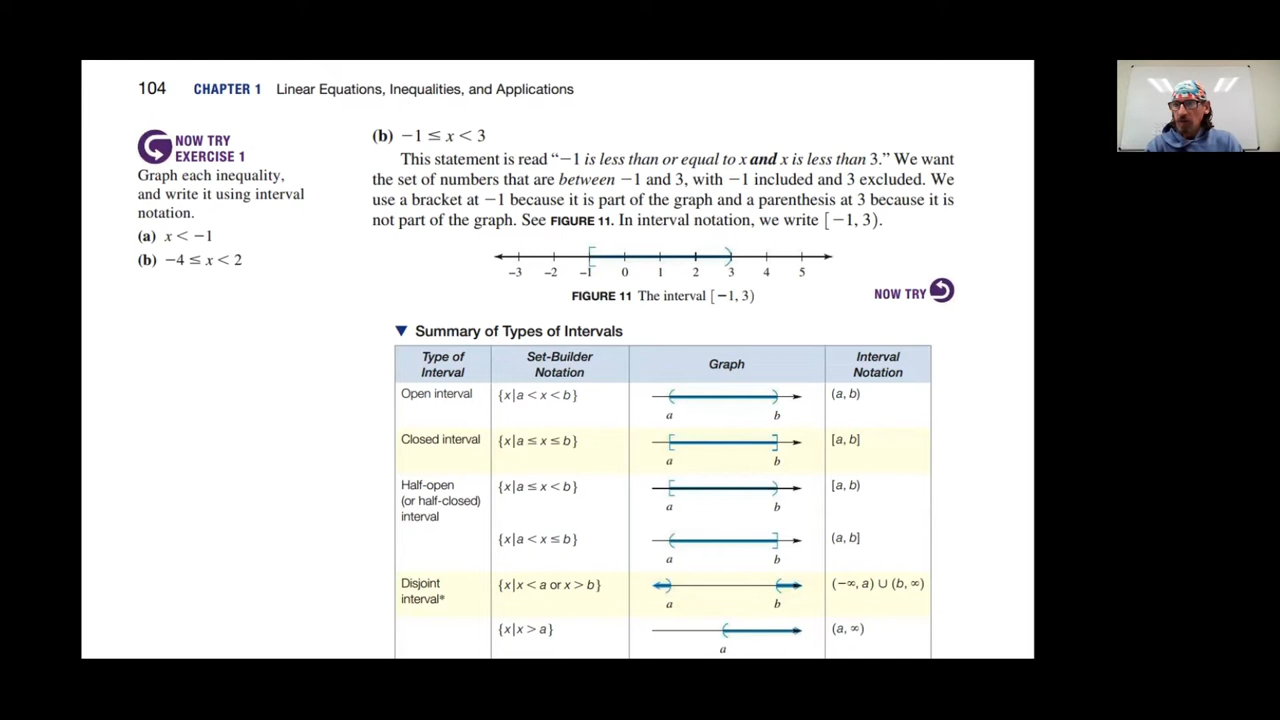 104 CHAPTER 1 Linear Equations, Inequalities, and Applications
NOW TRY
EXERCISE 1
Graph each inequality,
and write it using interval
notation.
(a) x < −1
(b) −4 ≤ x < 2
(b) −1 ≤ x < 3
This statement is read “−1 is less than or equal to x and x is less than 3.” We want
the set of numbers that are between −1 and 3, with −1 included and 3 excluded. We
use a bracket at −1 because it is part of the graph and a parenthesis at 3 because it is
not part of the graph. See FIGURE 11. In interval notation, we write [−1, 3).
−3 −2 −1 0 1 2 3 4 5
FIGURE 11 The interval [−1, 3)
NOW TRY
▼ Summary of Types of Intervals
Type of Interval Set-Builder Notation Graph Interval Notation
Open interval {x|a < x < b} (a, b)
a b
Closed interval {x|a ≤ x ≤ b} [a, b]
a b
Half-open {x|a ≤ x < b} [a, b)
(or half-closed)
a b
interval
{x|a < x ≤ b} (a, b]
a b
Disjoint {x|x < a or x > b} (−∞, a) ∪ (b, ∞)
interval*
a b
{x|x > a} (a, ∞)
a